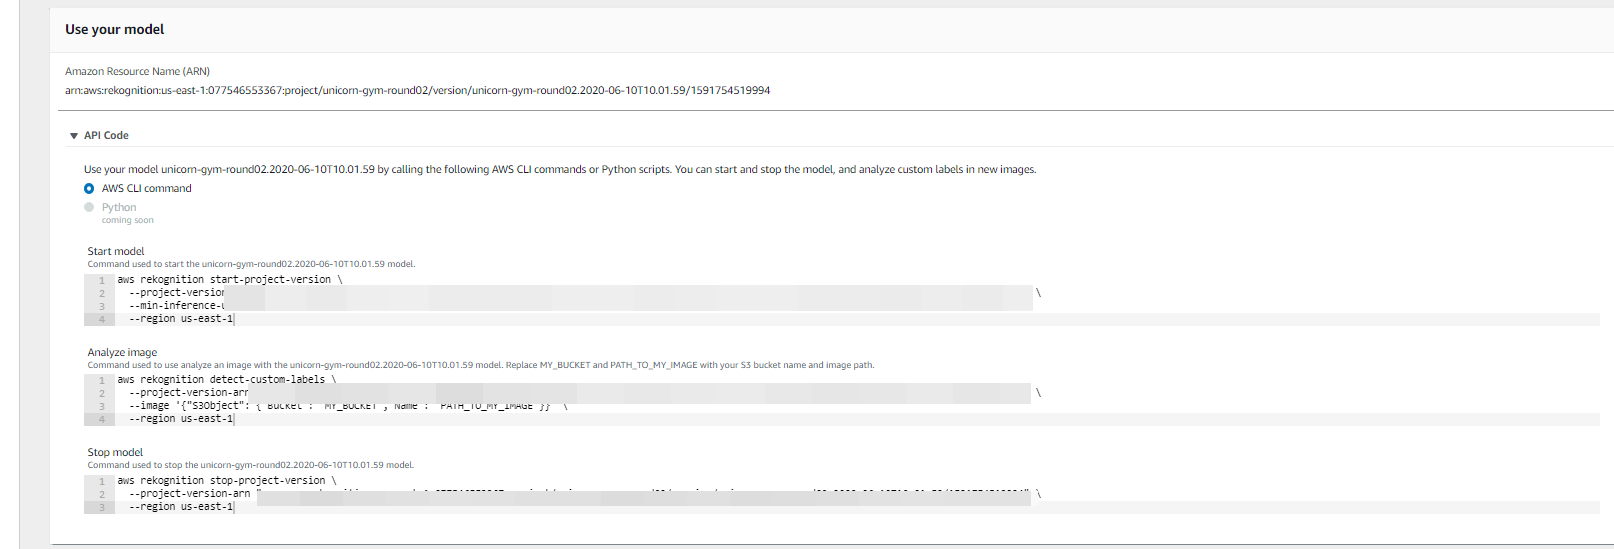 Use your model
Amazon Resource Name (ARN)
arn:aws:rekognition:us-east-1:077546553367:project/unicorn-gym-round02/version/unicorn-gym-round02.2020-06-10T10.01.59/1591754519994
API Code
Use your model unicorn-gym-round02.2020-06-10T10.01.59 by calling the following AWS CLI commands or Python scripts. You can start and stop the model, and analyze custom labels in new images.
AWS CLI command
Python
coming soon
Start model
Command used to start the unicorn-gym-round02.2020-06-10T10.01.59 model.
1 aws rekognition start-project-version \
2 --project-version \
3 --min-inference-
4 --region us-east-1
Analyze image
Command used to use analyze an image with the unicorn-gym-round02.2020-06-10T10.01.59 model. Replace MY_BUCKET and PATH_TO_MY_IMAGE with your S3 bucket name and image path.
1 aws rekognition detect-custom-labels \
2 --project-version-arn \
3 --image '{"S3Object": { Bucket : MY_BUCKET , Name : PATH_TO_MY_IMAGE }} \
4 --region us-east-1
Stop model
Command used to stop the unicorn-gym-round02.2020-06-10T10.01.59 model.
1 aws rekognition stop-project-version \
2 --project-version-arn " \
3 --region us-east-1